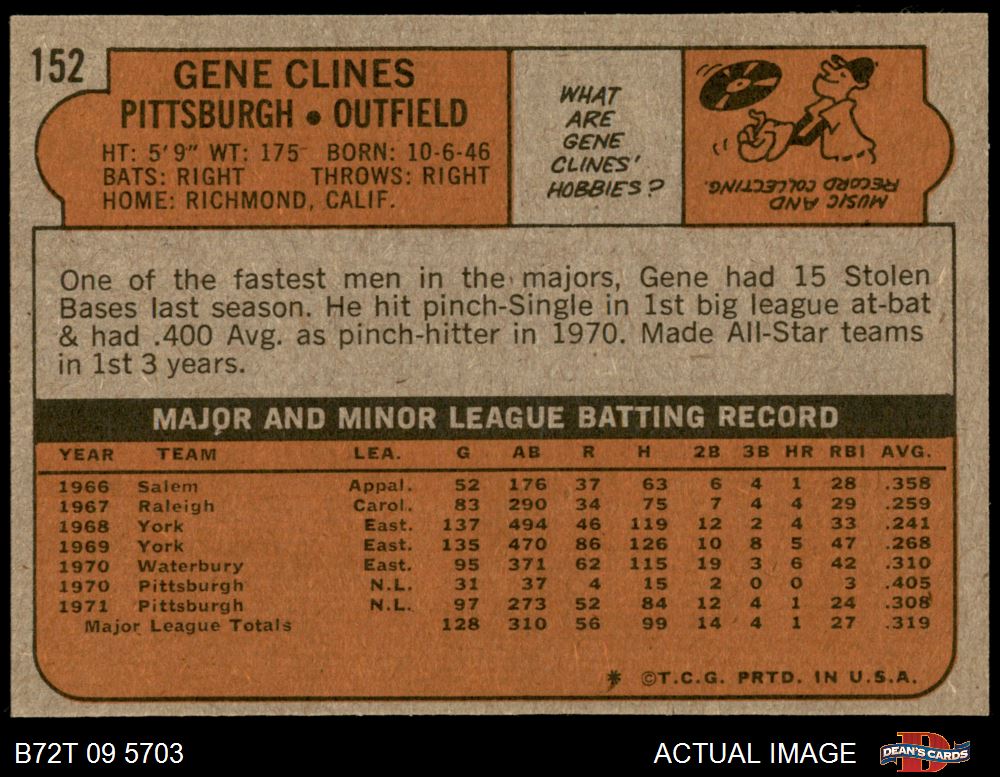 152
GENE CLINES
PITTSBURGH • OUTFIELD
HT: 5'9" WT: 175 BORN: 10-6-46
BATS: RIGHT THROWS: RIGHT
HOME: RICHMOND, CALIF.
WHAT
ARE
GENE
CLINES'
HOBBIES?
MUSIC AND
RECORD COLLECTING.
One of the fastest men in the majors, Gene had 15 Stolen
Bases last season. He hit pinch-Single in 1st big league at-bat
& had .400 Avg. as pinch-hitter in 1970. Made All-Star teams
in 1st 3 years.
MAJOR AND MINOR LEAGUE BATTING RECORD
YEAR TEAM LEA. G AB R H 2B 3B HR RBI AVG.
1966 Salem Appal. 52 176 37 63 6 4 1 28 .358
1967 Raleigh Carol. 83 290 34 75 7 4 4 29 .259
1968 York East. 137 494 46 119 12 2 4 33 .241
1969 York East. 135 470 86 126 10 8 5 47 .268
1970 Waterbury East. 95 371 62 115 19 3 6 42 .310
1970 Pittsburgh N.L. 31 37 4 15 2 0 0 3 .405
1971 Pittsburgh N.L. 97 273 52 84 12 4 1 24 .308
Major League Totals 128 310 56 99 14 4 1 27 .319
* ©T.C.G. PRTD. IN U.S.A.
B72T 09 5703
ACTUAL IMAGE
DEAN'S CARDS